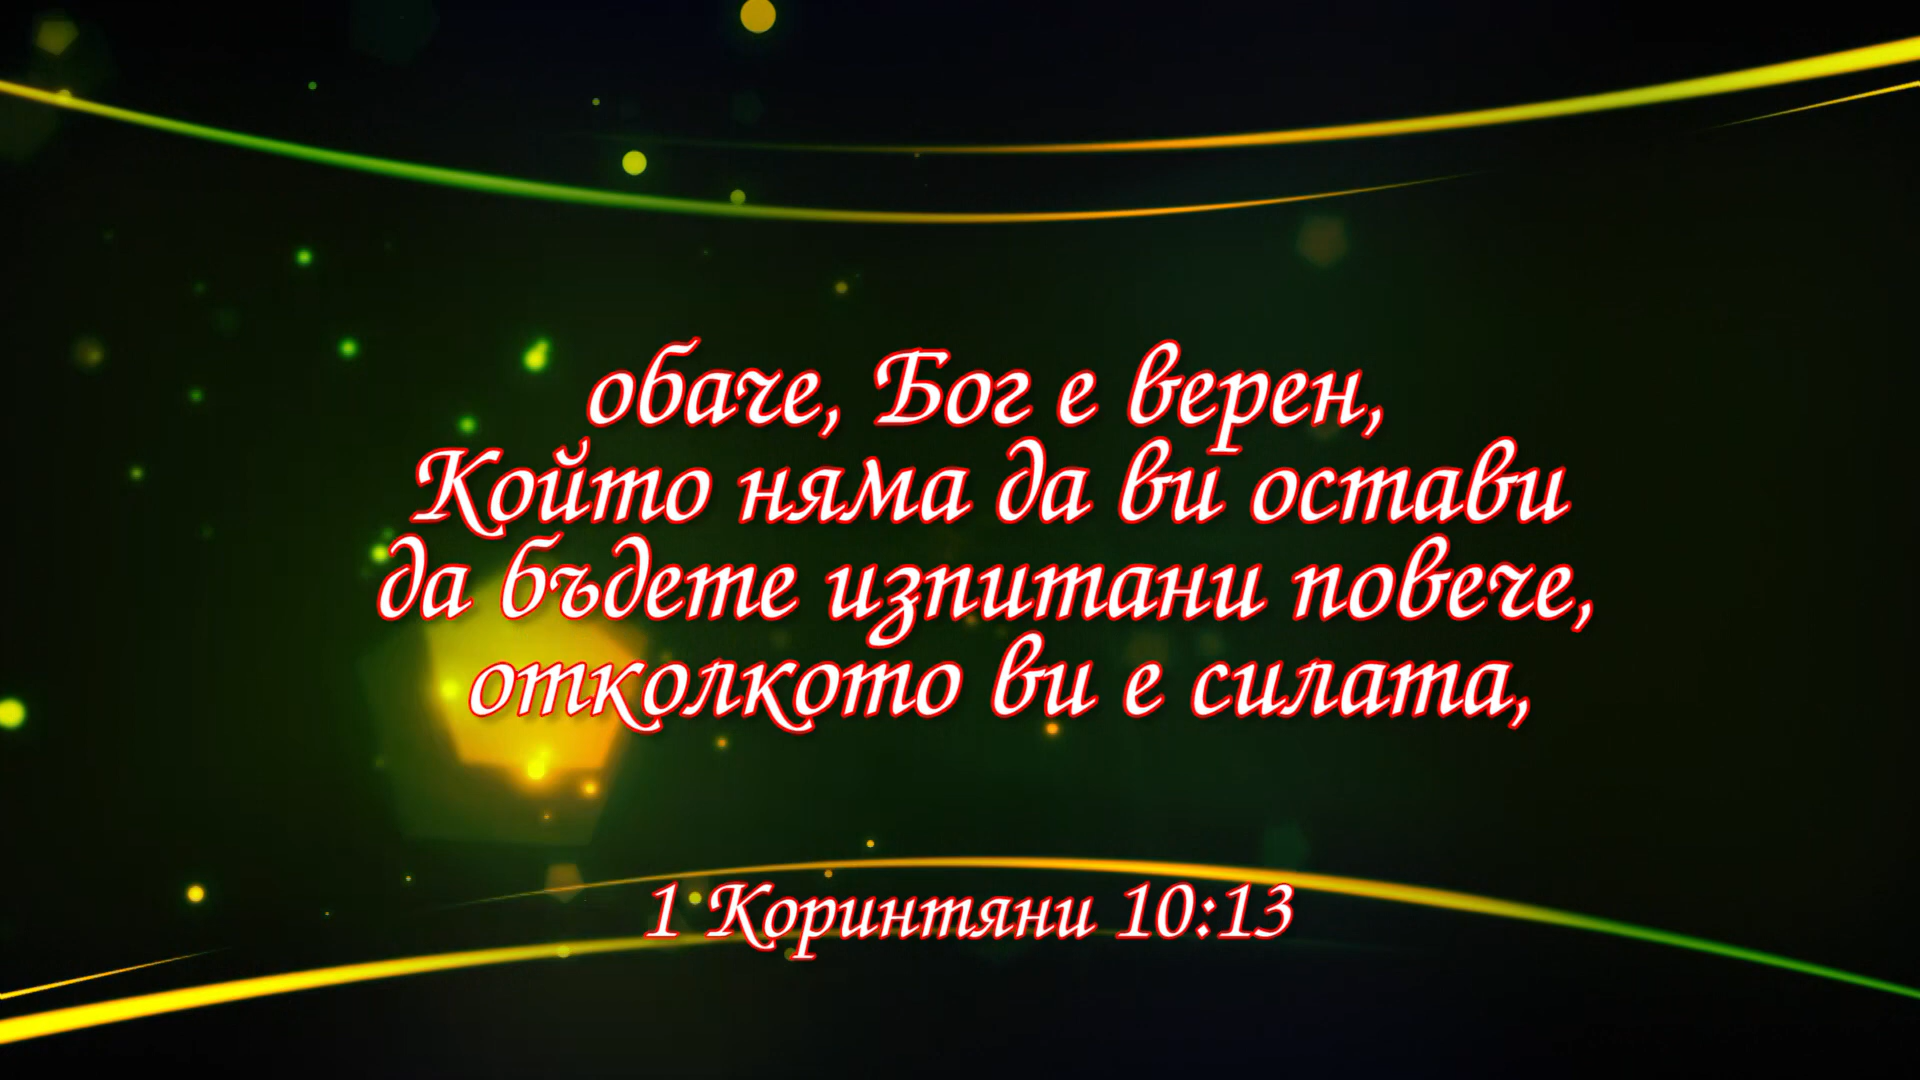 обаче, Бог е верен,
Който няма да ви остави
да бъдете изпитани повече,
отколкото ви е силата,
1 Коринтяни 10:13